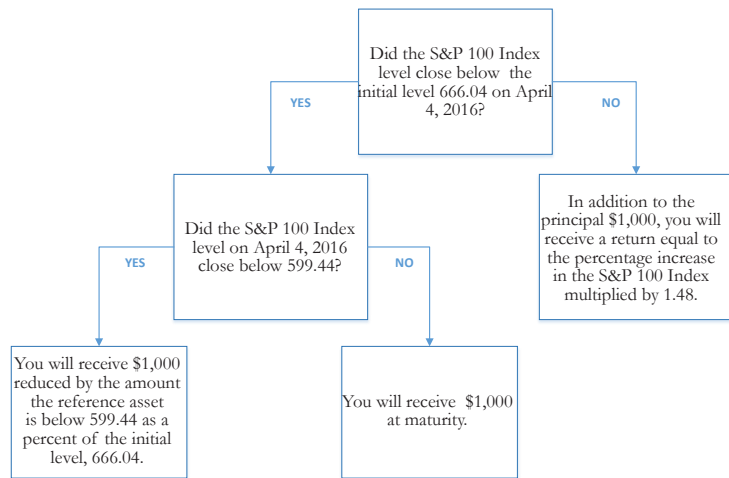 Did the S&P 100 Index
level close below the
initial level 666.04 on April
4, 2016?
YES
NO
Did the S&P 100 Index
level on April 4, 2016
close below 599.44?
In addition to the
principal $1,000, you will
receive a return equal to
the percentage increase
in the S&P 100 Index
multiplied by 1.48.
YES
NO
You will receive $1,000
reduced by the amount
the reference asset
is below 599.44 as a
percent of the initial
level, 666.04.
You will receive $1,000
at maturity.